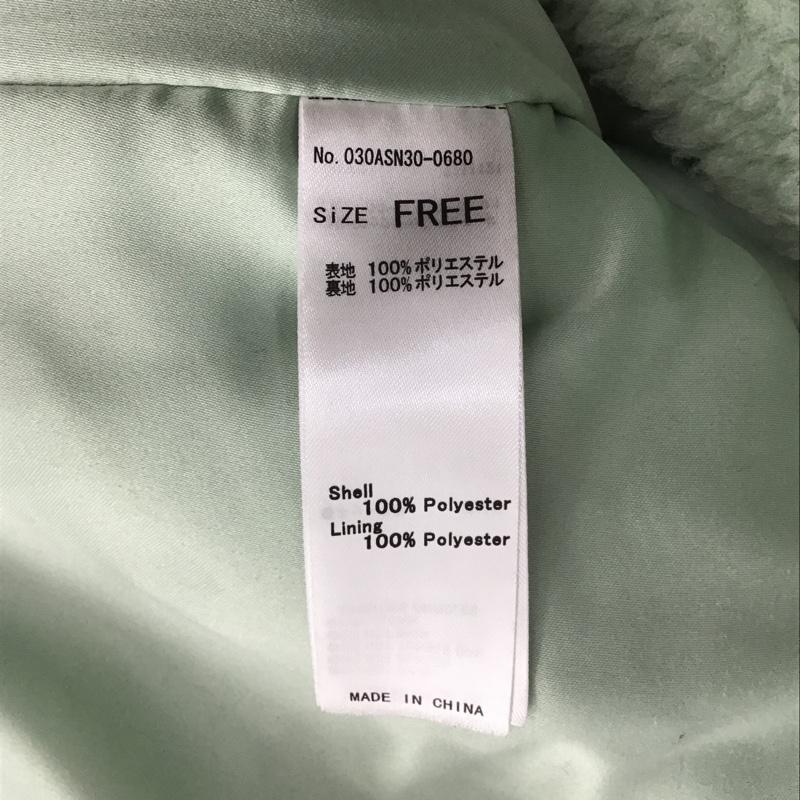 No. 030ASN30-0680
SiZE FREE
表地 100%ポリエステル
裏地 100%ポリエステル
Shell
100% Polyester
Lining
100% Polyester
MADE IN CHINA